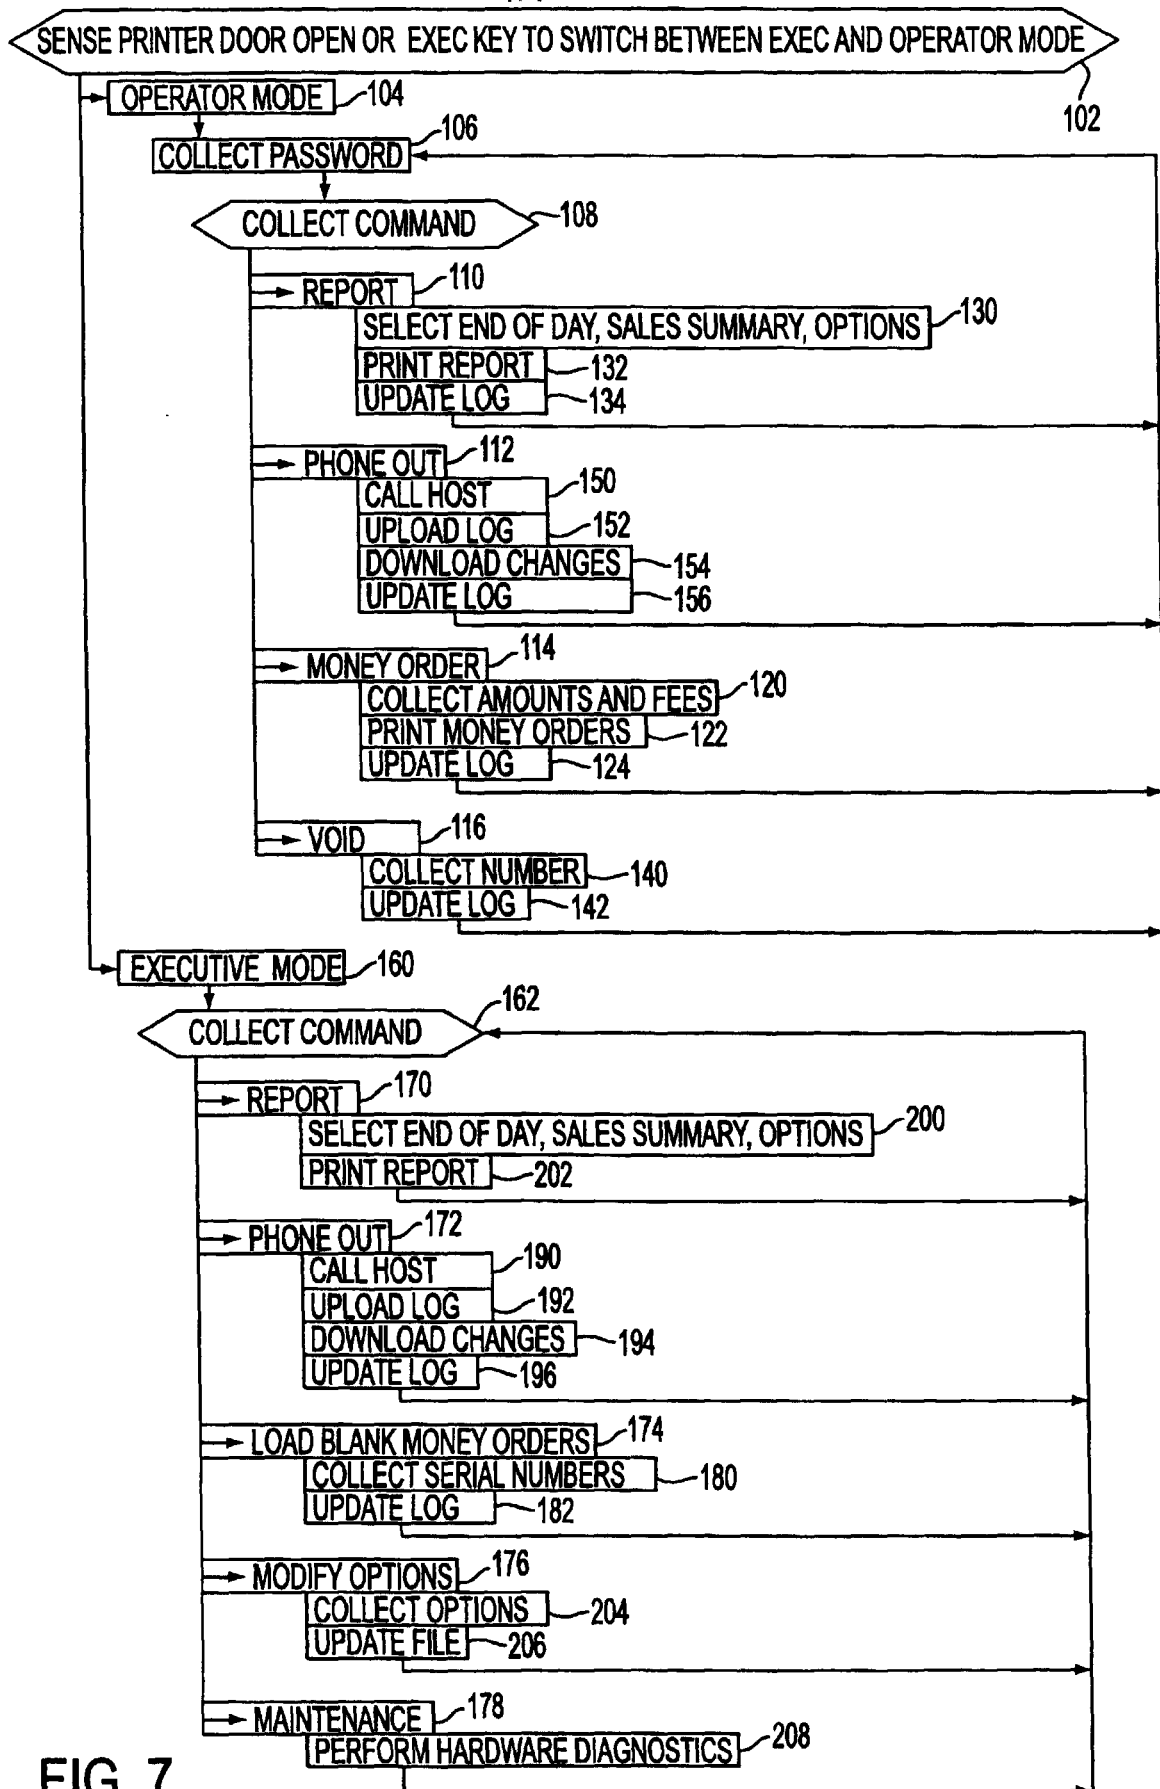 SENSE PRINTER DOOR OPEN OR EXEC KEY TO SWITCH BETWEEN EXEC AND OPERATOR MODE
102
OPERATOR MODE 104
COLLECT PASSWORD 106
COLLECT COMMAND 108
REPORT 110
SELECT END OF DAY, SALES SUMMARY, OPTIONS 130
PRINT REPORT 132
UPDATE LOG 134
PHONE OUT 112
CALL HOST 150
UPLOAD LOG 152
DOWNLOAD CHANGES 154
UPDATE LOG 156
MONEY ORDER 114
COLLECT AMOUNTS AND FEES 120
PRINT MONEY ORDERS 122
UPDATE LOG 124
VOID 116
COLLECT NUMBER 140
UPDATE LOG 142
EXECUTIVE MODE 160
COLLECT COMMAND 162
REPORT 170
SELECT END OF DAY, SALES SUMMARY, OPTIONS 200
PRINT REPORT 202
PHONE OUT 172
CALL HOST 190
UPLOAD LOG 192
DOWNLOAD CHANGES 194
UPDATE LOG 196
LOAD BLANK MONEY ORDERS 174
COLLECT SERIAL NUMBERS 180
UPDATE LOG 182
MODIFY OPTIONS 176
COLLECT OPTIONS 204
UPDATE FILE 206
MAINTENANCE 178
PERFORM HARDWARE DIAGNOSTICS 208
FIG. 7